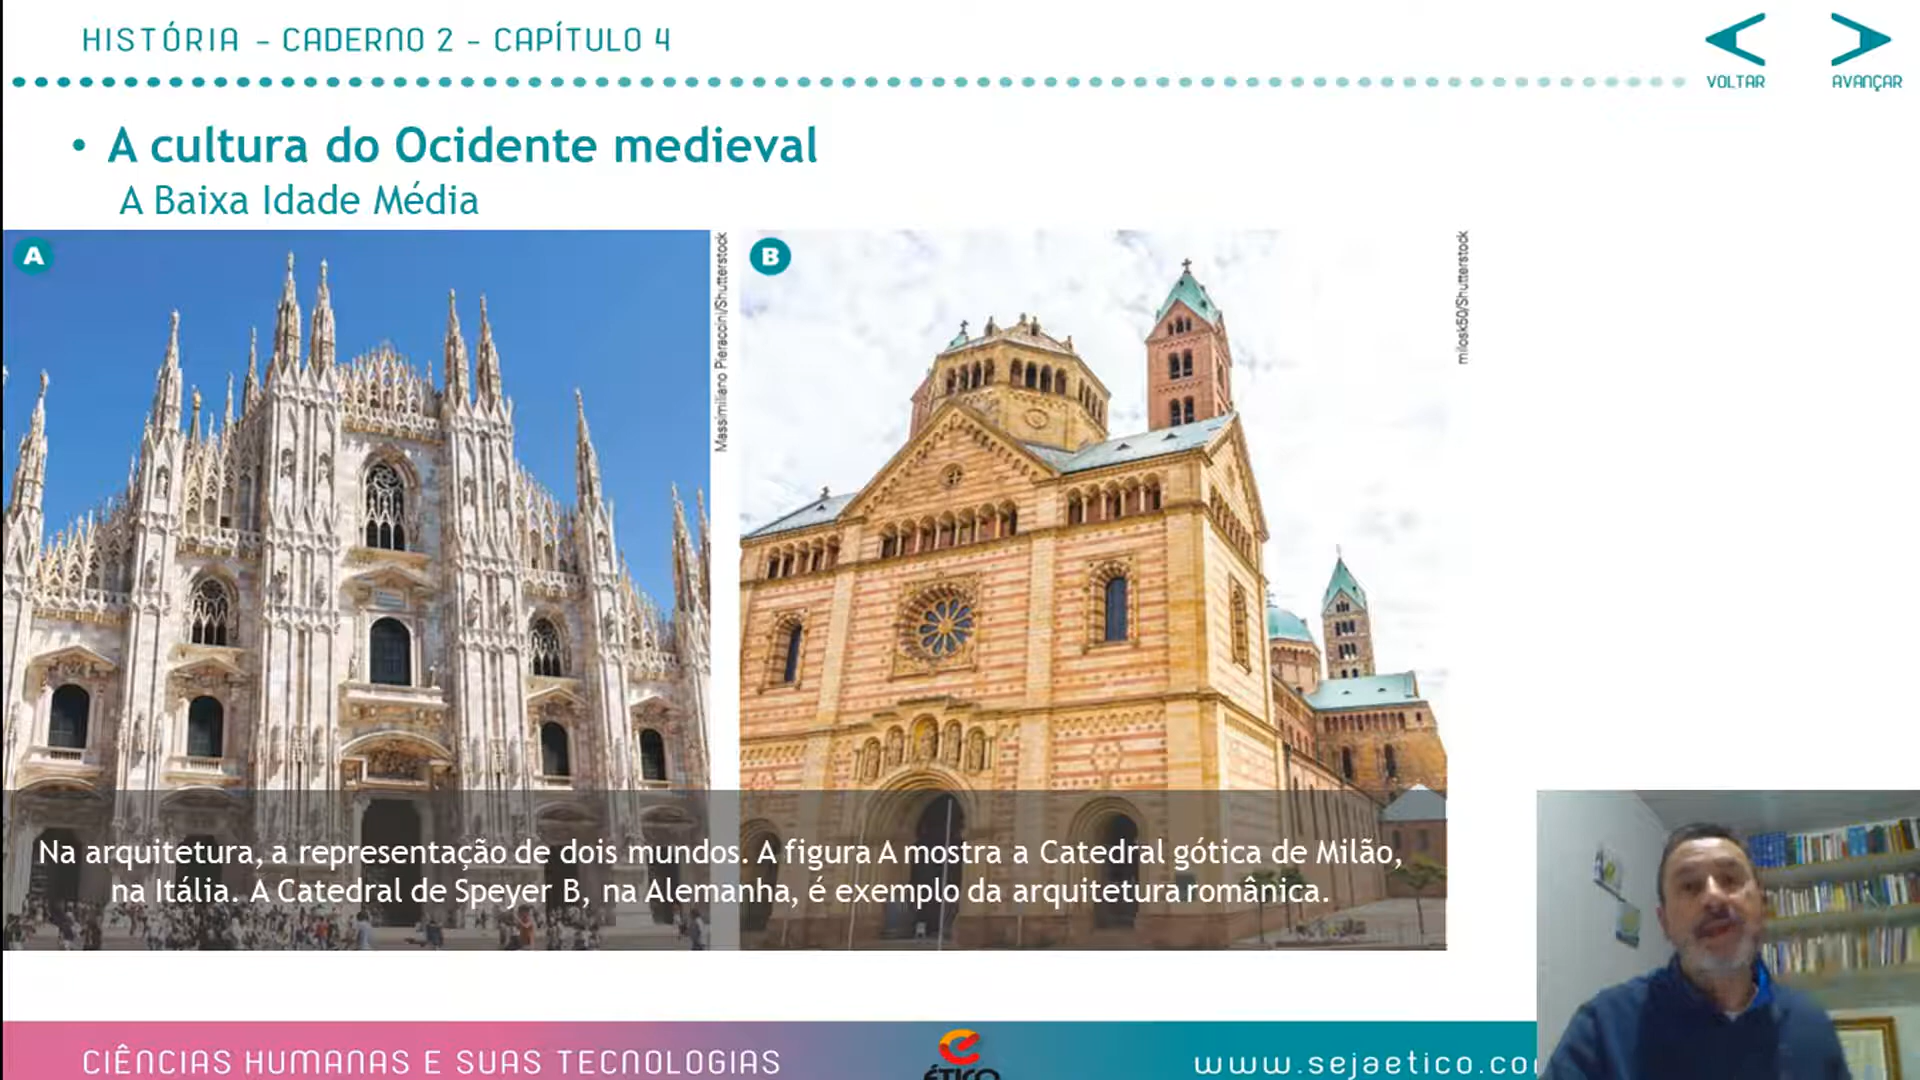 HISTÓRIA - CADERNO 2 - CAPÍTULO 4
VOLTAR
AVANÇAR
• A cultura do Ocidente medieval
A Baixa Idade Média
A
Massimiliano Pieraccini/Shutterstock
B
milosk50/Shutterstock
Na arquitetura, a representação de dois mundos. A figura A mostra a Catedral gótica de Milão,
na Itália. A Catedral de Speyer B, na Alemanha, é exemplo da arquitetura românica.
CIÊNCIAS HUMANAS E SUAS TECNOLOGIAS
ÉTICO
www.sejaetico.co